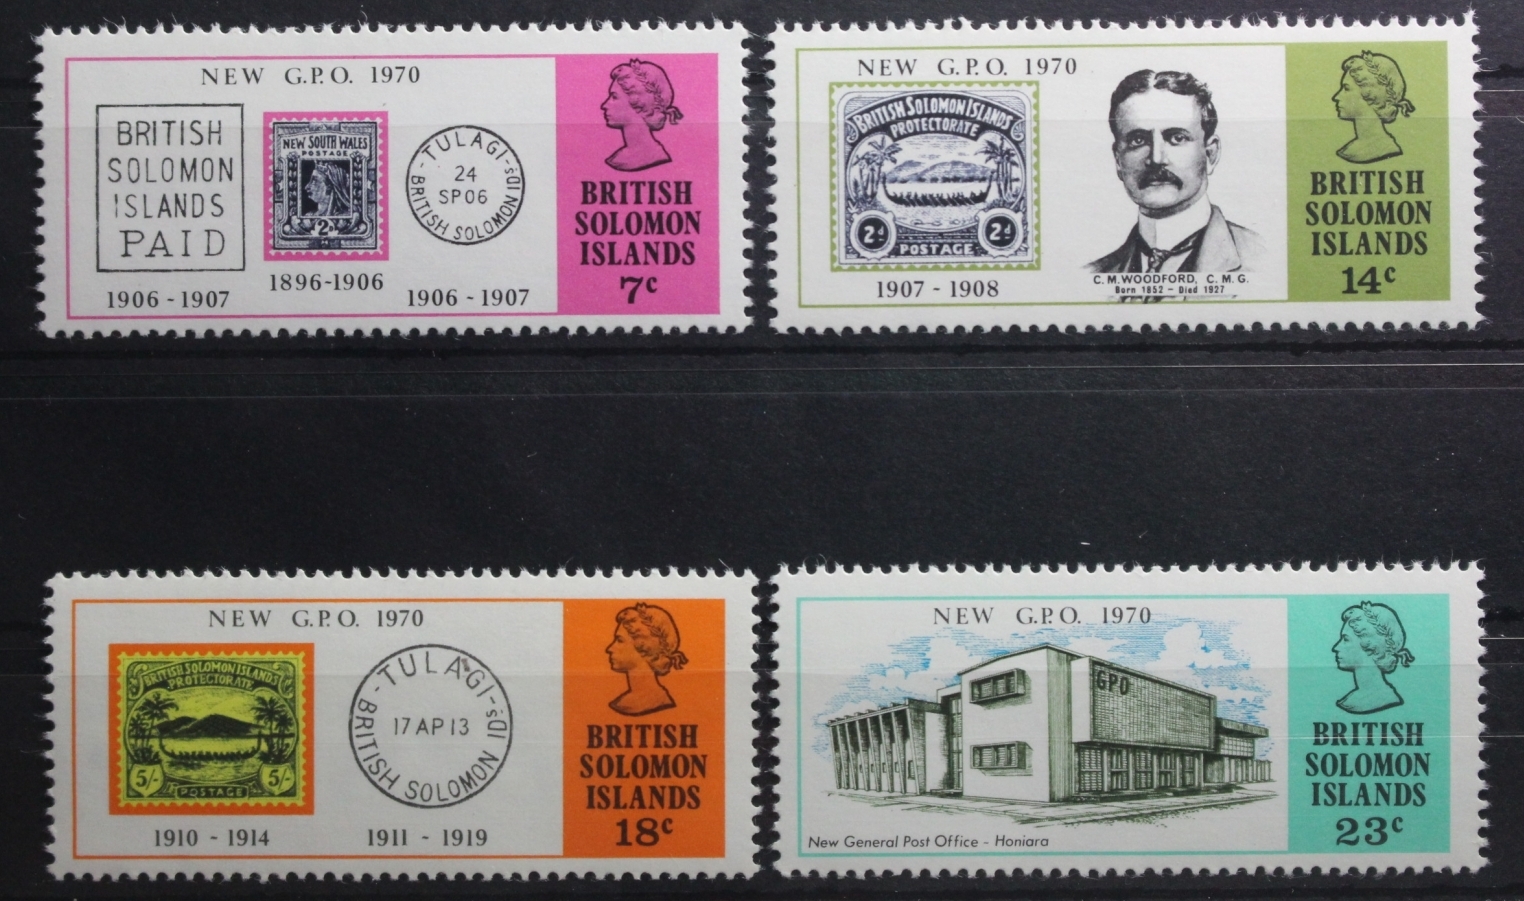 NEW G.P.O. 1970
BRITISH
SOLOMON
ISLANDS
PAID
1906 - 1907
NEW SOUTH WALES
POSTAGE
2D
1896-1906
TULAGI
24
SP06
BRITISH SOLOMON IDS-
1906 - 1907
BRITISH
SOLOMON
ISLANDS
7c
NEW G.P.O. 1970
BRITISH SOLOMON ISLANDS
PROTECTORATE
2d
2d
POSTAGE
1907 - 1908
C.M.WOODFORD, C.M.G.
Born 1852 - Died 1927
BRITISH
SOLOMON
ISLANDS
14c
NEW G.P.O. 1970
BRITISH SOLOMON ISLANDS
PROTECTORATE
5/-
5/-
POSTAGE
1910 - 1914
TULAGI
17 AP 13
BRITISH SOLOMON IDS-
1911 - 1919
BRITISH
SOLOMON
ISLANDS
18c
NEW G.P.O. 1970
GPO
New General Post Office - Honiara
BRITISH
SOLOMON
ISLANDS
23c